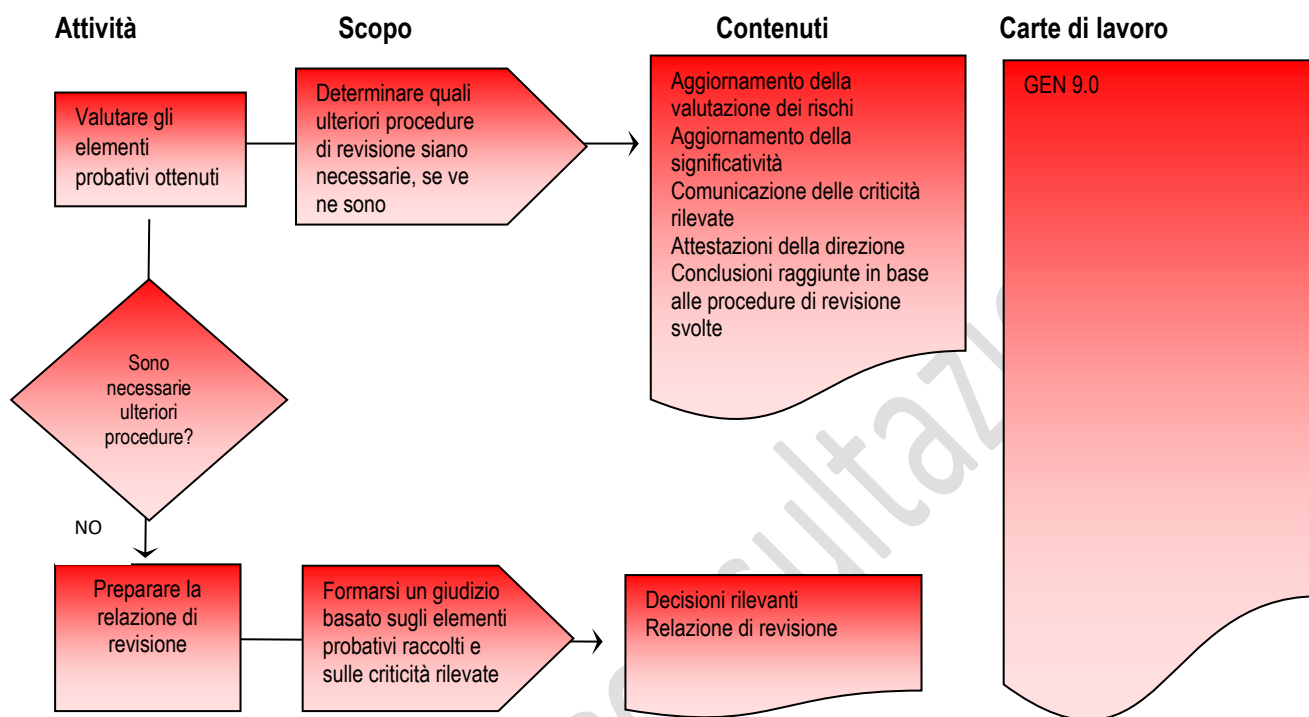 Attività
Scopo
Contenuti
Carte di lavoro
Valutare gli
elementi
probativi ottenuti
Determinare quali
ulteriori procedure
di revisione siano
necessarie, se ve
ne sono
Aggiornamento della
valutazione dei rischi
Aggiornamento della
significatività
Comunicazione delle criticità
rilevate
Attestazioni della direzione
Conclusioni raggiunte in base
alle procedure di revisione
svolte
GEN 9.0
Sono
necessarie
ulteriori
procedure?
NO
Preparare la
relazione di
revisione
Formarsi un giudizio
basato sugli elementi
probativi raccolti e
sulle criticità rilevate
Decisioni rilevanti
Relazione di revisione